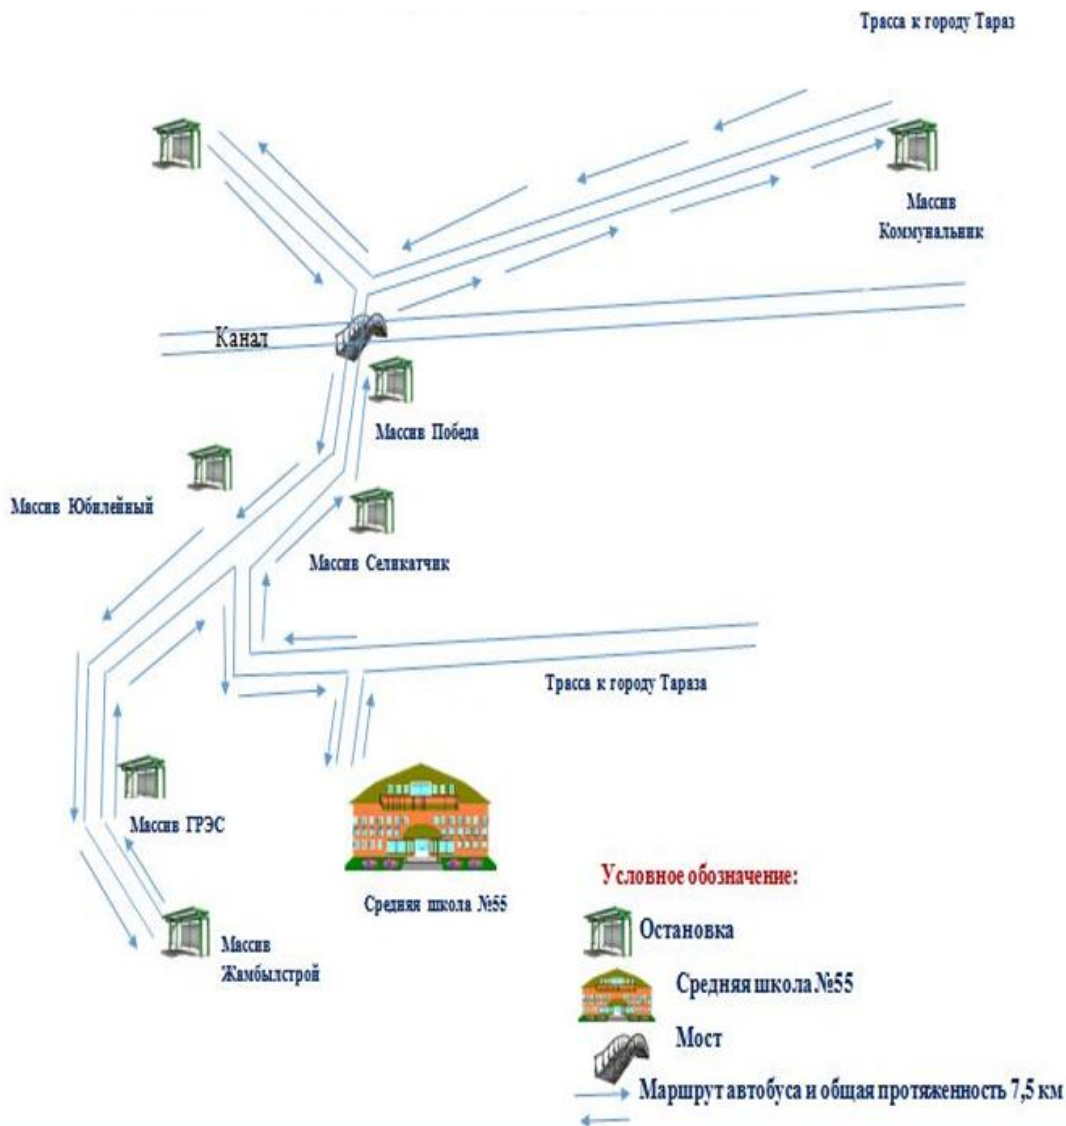 Трасса к городу Тараз
Массив
Коммунальник
Канал
Массив Победа
Массив Юбилейный
Массив Селикатчик
Трасса к городу Тараза
Массив ГРЭС
Средняя школа №55
Массив
Жамбылстрой
Условное обозначение:
Остановка
Средняя школа №55
Мост
Маршрут автобуса и общая протяженность 7,5 км